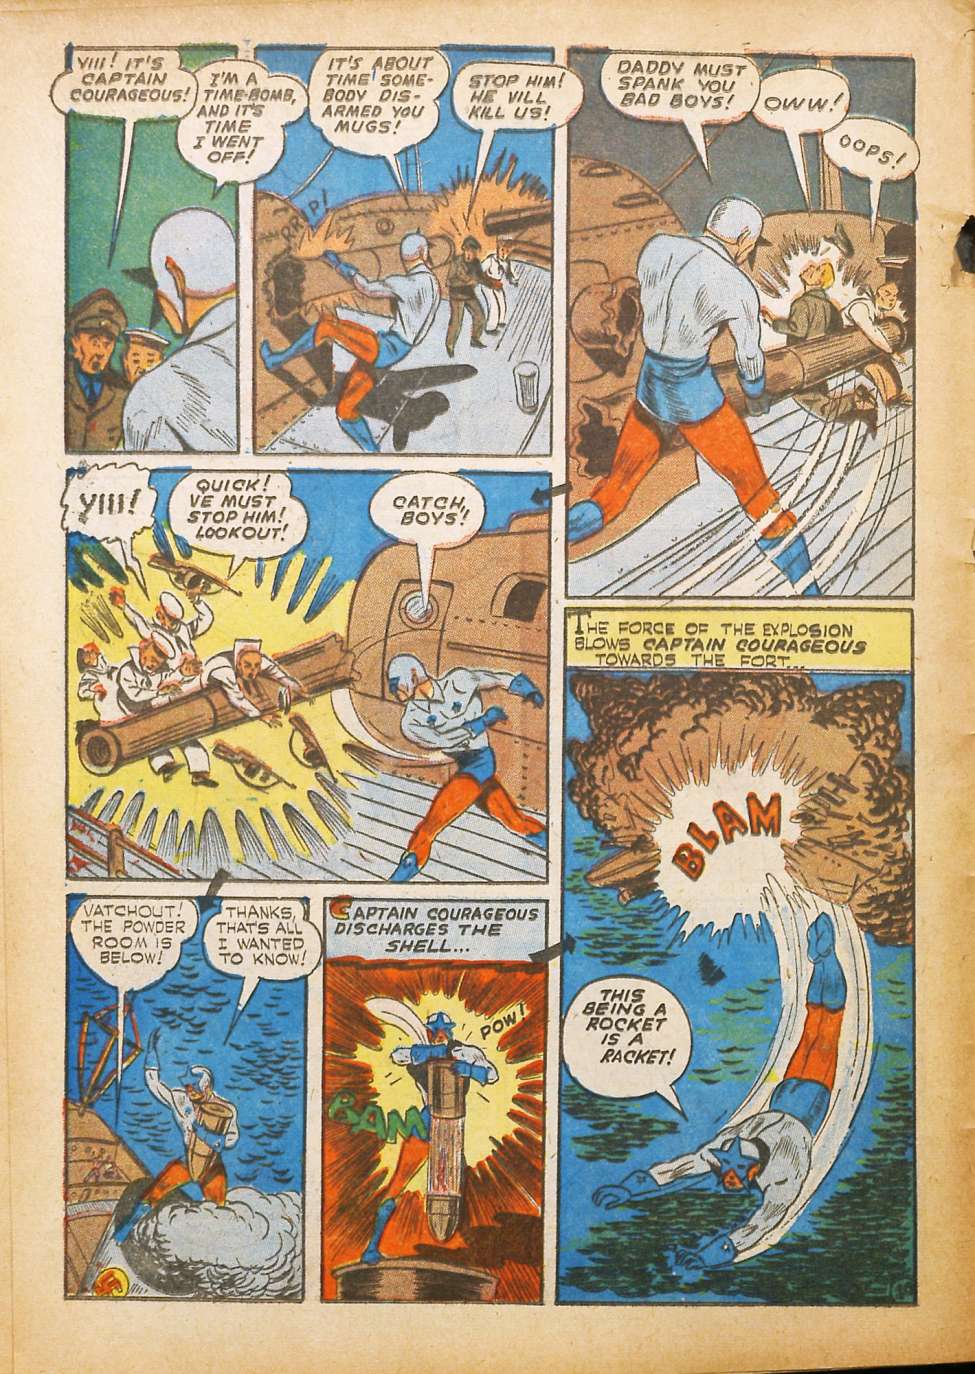 YIII! IT'S
CAPTAIN
COURAGEOUS!
I'M A
TIME-BOMB,
AND IT'S
TIME
I WENT
OFF!
IT'S ABOUT
TIME SOME-
BODY DIS-
ARMED YOU
MUGS!
STOP HIM!
HE VILL
KILL US!
RRIP!
DADDY MUST
SPANK YOU
BAD BOYS!
OWW!
OOPS!
YIII!
QUICK!
VE MUST
STOP HIM!
LOOKOUT!
CATCH,
BOYS!
VATCHOUT!
THE POWDER
ROOM IS
BELOW!
THANKS,
THAT'S ALL
I WANTED
TO KNOW!
CAPTAIN COURAGEOUS
DISCHARGES THE
SHELL...
POW!
BAM
THE FORCE OF THE EXPLOSION
BLOWS CAPTAIN COURAGEOUS
TOWARDS THE FORT...
BLAM
THIS
BEING A
ROCKET
IS A
RACKET!